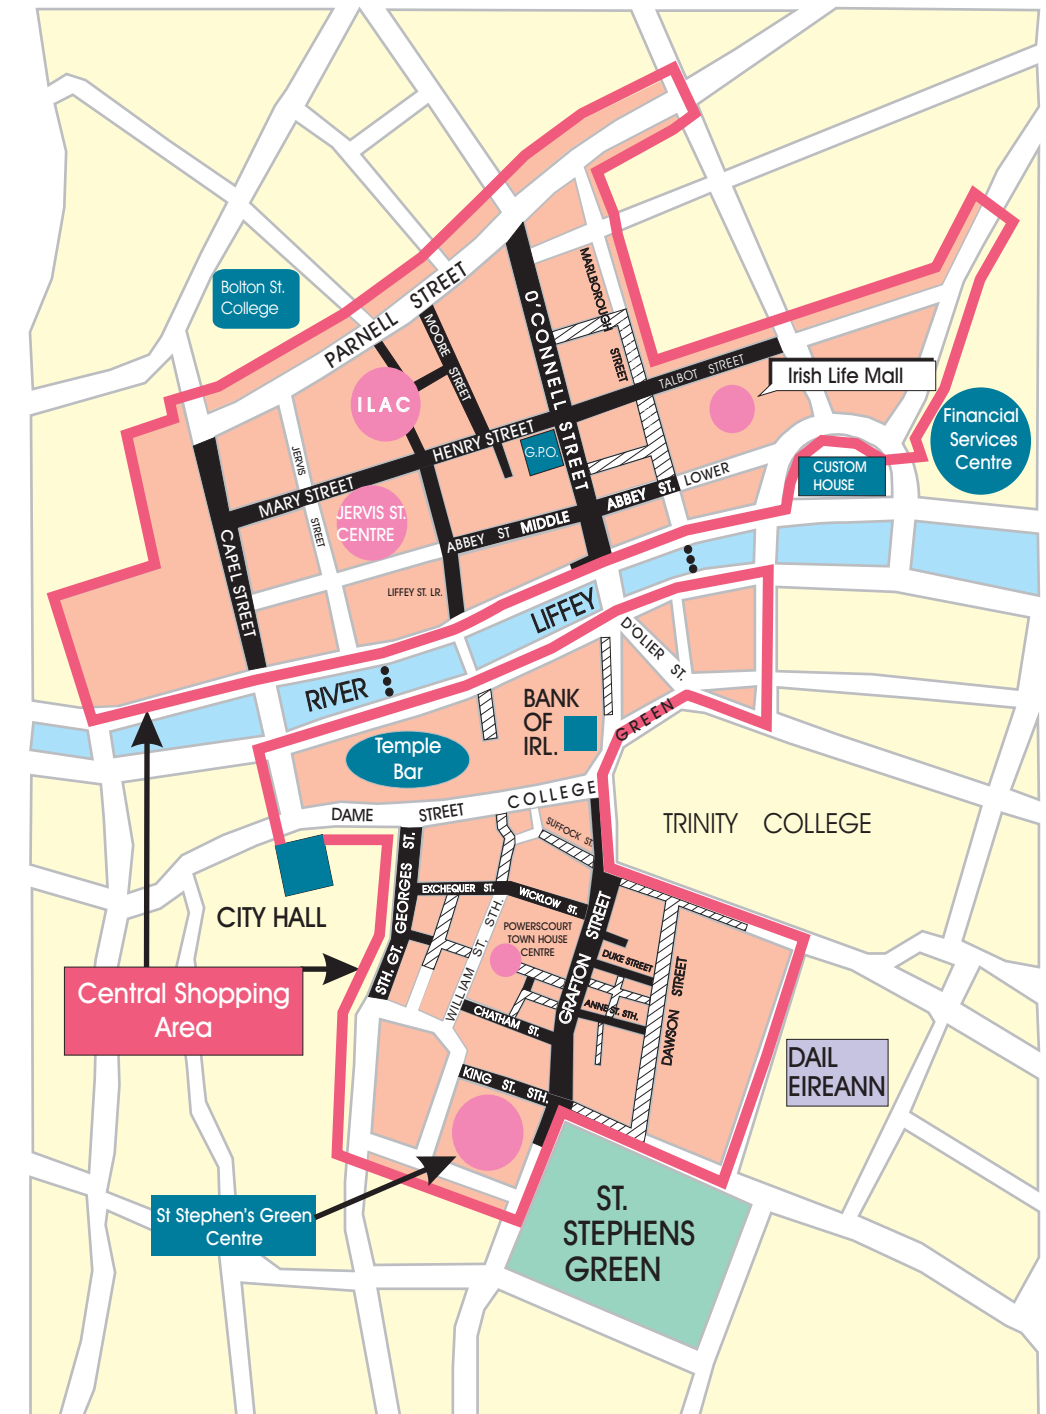 Bolton St.
College
PARNELL STREET
MOORE
STREET
O'CONNELL STREET
MARLBOROUGH
STREET
TALBOT STREET
Irish Life Mall
ILAC
HENRY STREET
G.P.O.
Financial
Services
Centre
CUSTOM
HOUSE
JERVIS
STREET
MARY STREET
JERVIS ST.
CENTRE
ABBEY ST MIDDLE
ABBEY ST. LOWER
CAPEL STREET
LIFFEY ST. LR.
RIVER LIFFEY
D'OLIER ST.
BANK
OF
IRL.
GREEN
Temple
Bar
DAME STREET
COLLEGE
SUFFOCK ST.
TRINITY COLLEGE
CITY HALL
STH. GT. GEORGES ST.
EXCHEQUER ST.
WICKLOW ST.
WILLIAM ST. STH.
POWERSCOURT
TOWN HOUSE
CENTRE
GRAFTON STREET
DUKE STREET
ANNE ST. STH.
DAWSON STREET
CHATHAM ST.
KING ST. STH.
Central Shopping
Area
DAIL
EIREANN
St Stephen's Green
Centre
ST.
STEPHENS
GREEN